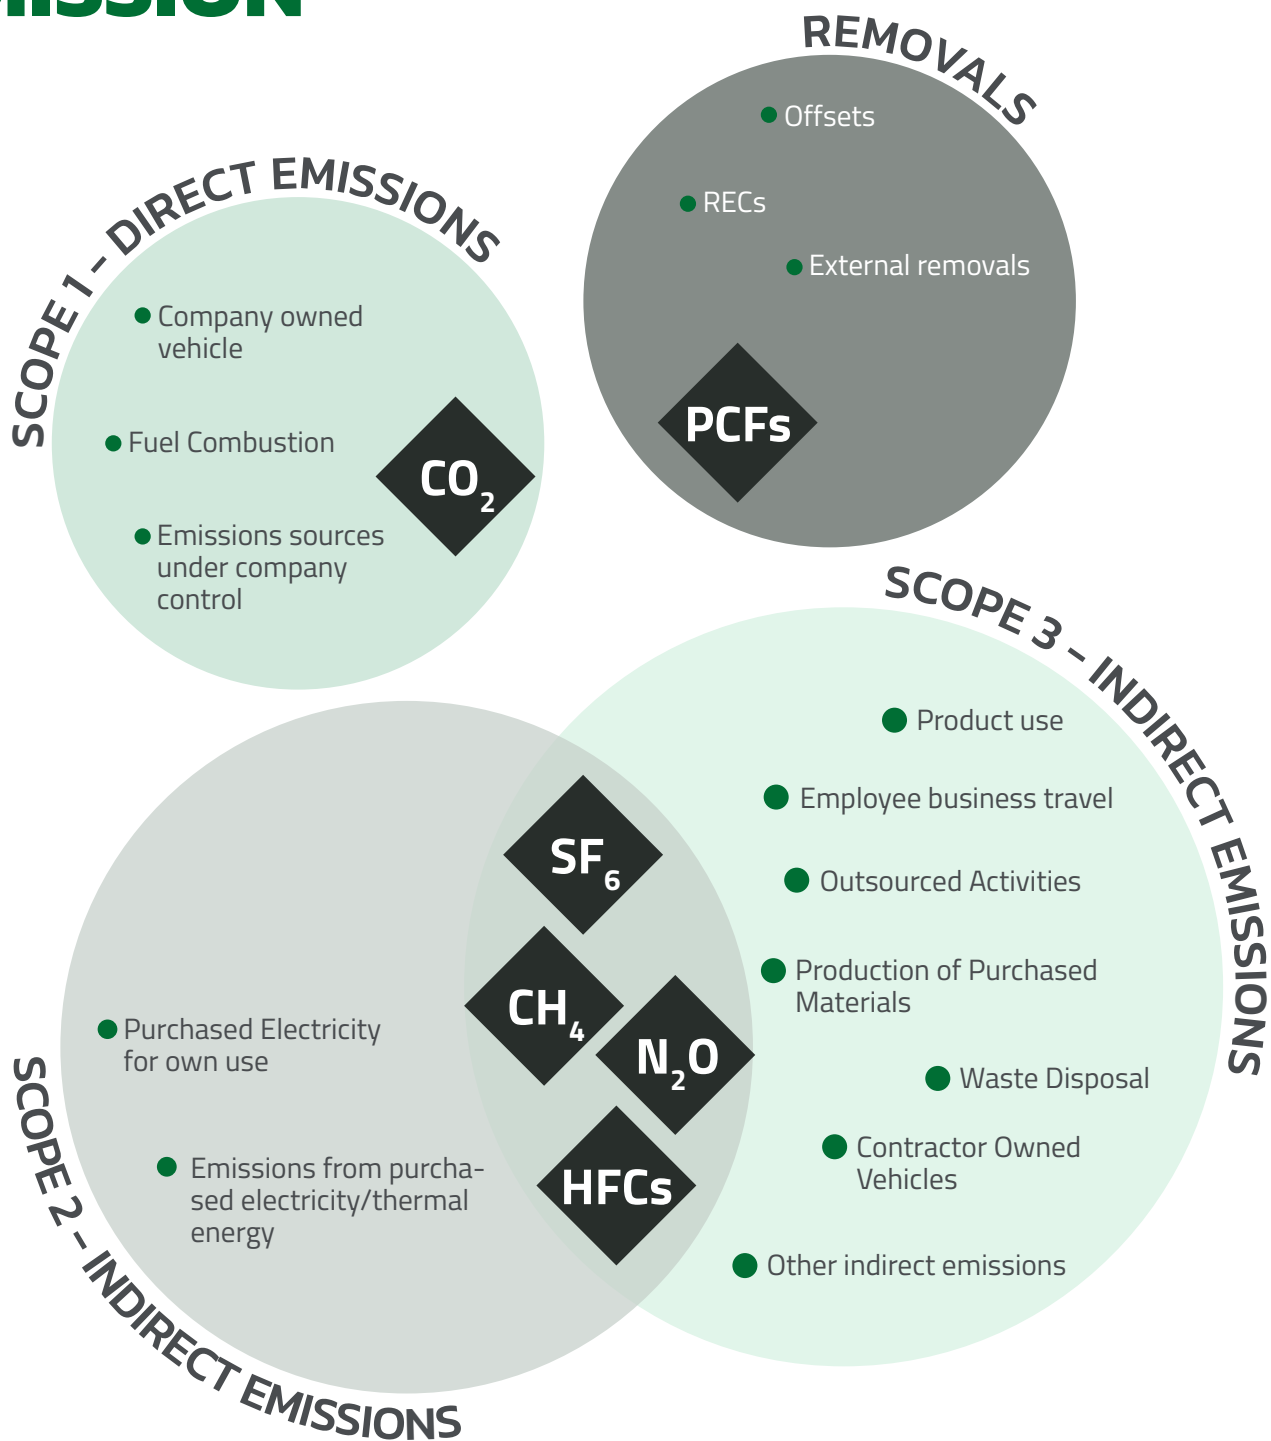 REMOVALS
Offsets
RECs
External removals
PCFs
SCOPE 1 – DIRECT EMISSIONS
Company owned
vehicle
Fuel Combustion
CO₂
Emissions sources
under company
control
SCOPE 3 – INDIRECT EMISSIONS
Product use
Employee business travel
Outsourced Activities
Production of Purchased
Materials
Waste Disposal
Contractor Owned
Vehicles
Other indirect emissions
SF₆
CH₄
N₂O
HFCs
SCOPE 2 – INDIRECT EMISSIONS
Purchased Electricity
for own use
Emissions from purcha-
sed electricity/thermal
energy